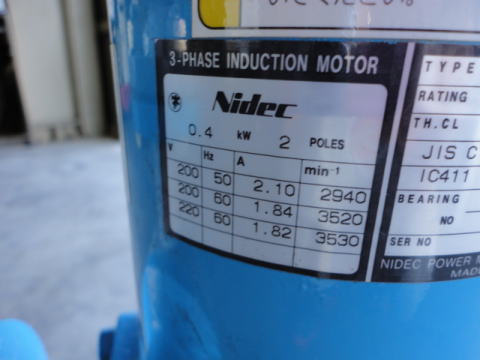 3-PHASE INDUCTION MOTOR
Nidec
0.4 kW 2 POLES
V Hz A min⁻¹
200 50 2.10 2940
200 60 1.84 3520
220 60 1.82 3530
TYPE
RATING
TH.CL
JIS C
IC411
BEARING
NO
SER NO
NIDEC POWER M
MADE